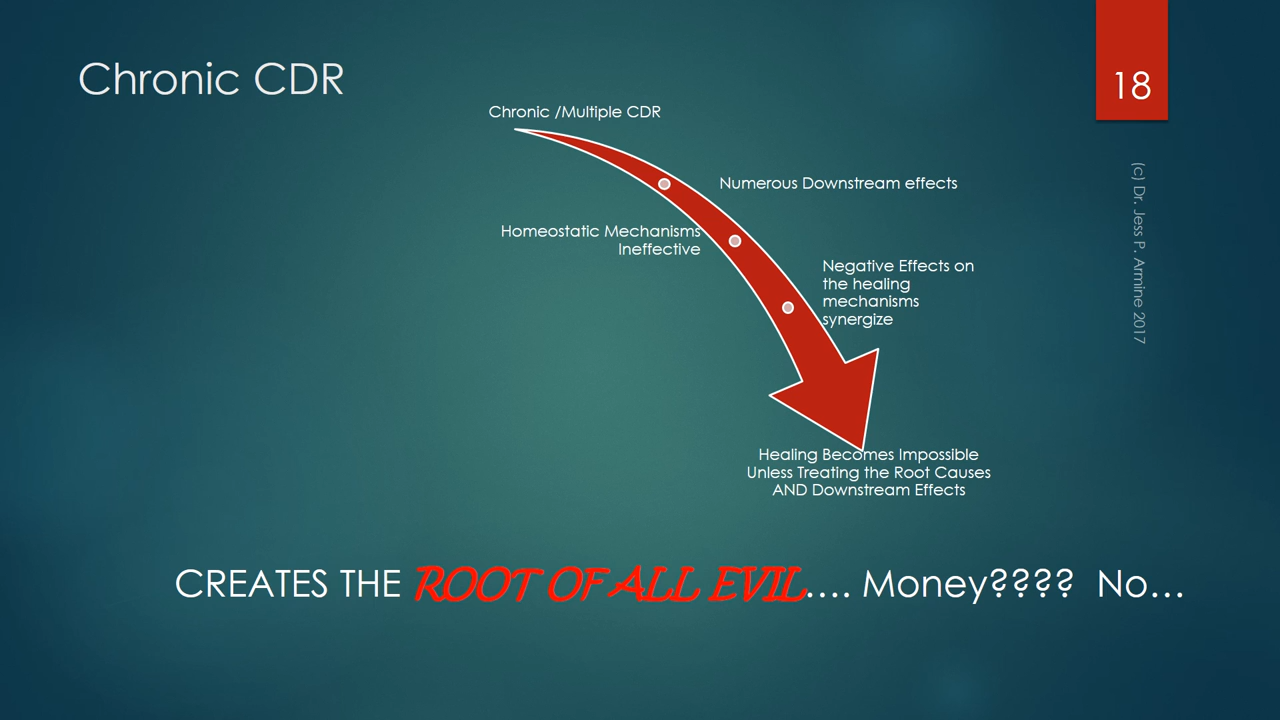 Chronic CDR
18
Chronic /Multiple CDR
Numerous Downstream effects
Homeostatic Mechanisms
Ineffective
Negative Effects on
the healing
mechanisms
synergize
Healing Becomes Impossible
Unless Treating the Root Causes
AND Downstream Effects
CREATES THE ROOT OF ALL EVIL.... Money???? No...
(c) Dr. Jess P. Armine 2017